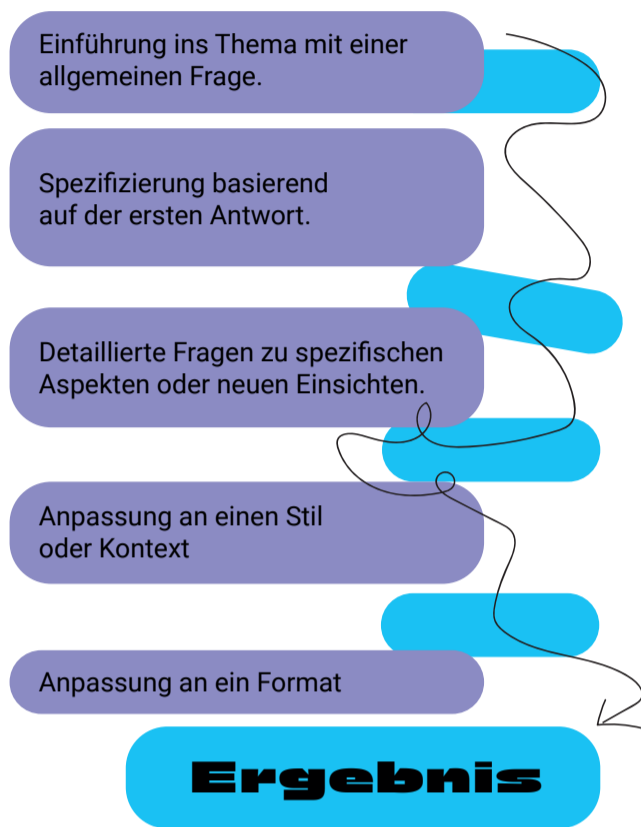 Einführung ins Thema mit einer
allgemeinen Frage.
Spezifizierung basierend
auf der ersten Antwort.
Detaillierte Fragen zu spezifischen
Aspekten oder neuen Einsichten.
Anpassung an einen Stil
oder Kontext
Anpassung an ein Format
Ergebnis